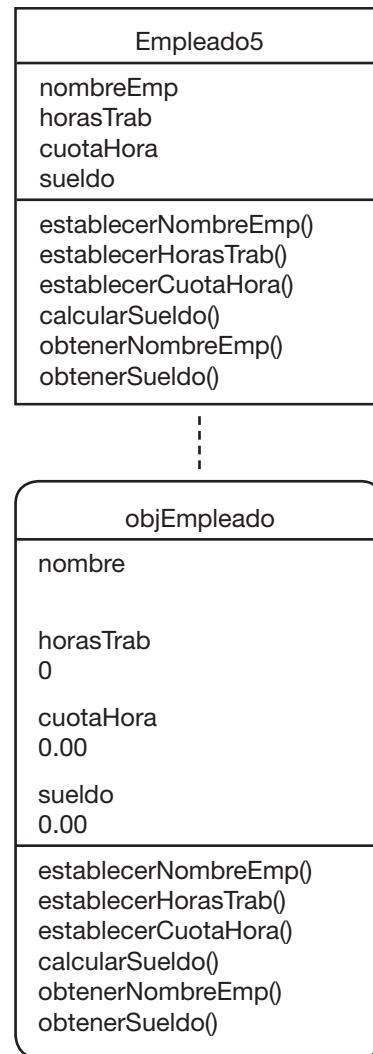 Empleado5
nombreEmp
horasTrab
cuotaHora
sueldo
establecerNombreEmp()
establecerHorasTrab()
establecerCuotaHora()
calcularSueldo()
obtenerNombreEmp()
obtenerSueldo()
objEmpleado
nombre
horasTrab
0
cuotaHora
0.00
sueldo
0.00
establecerNombreEmp()
establecerHorasTrab()
establecerCuotaHora()
calcularSueldo()
obtenerNombreEmp()
obtenerSueldo()